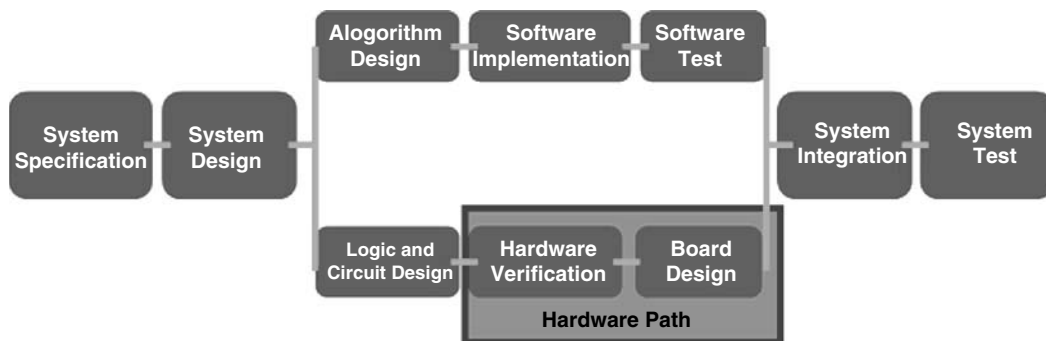 Alogorithm
Design
Software
Implementation
Software
Test
System
Specification
System
Design
System
Integration
System
Test
Logic and
Circuit Design
Hardware
Verification
Board
Design
Hardware Path